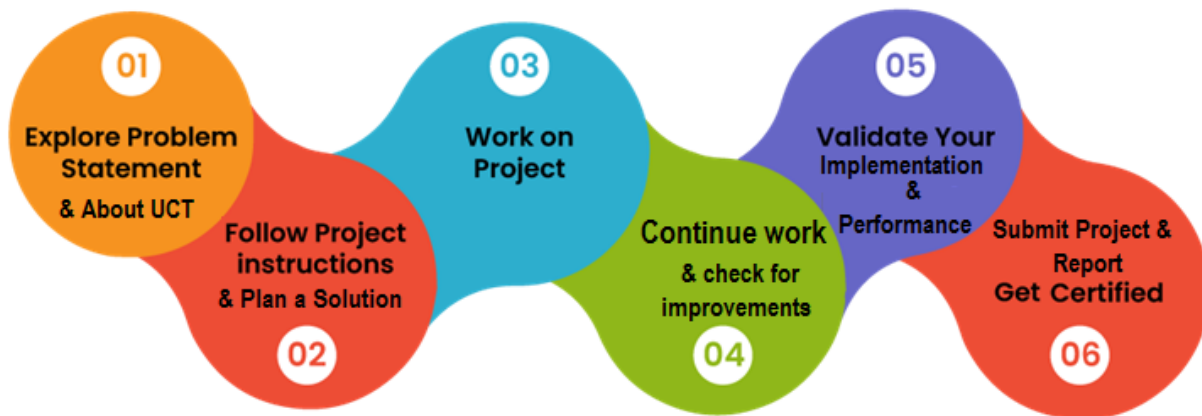 01
Explore Problem
Statement
& About UCT
Follow Project
instructions
& Plan a Solution
02
03
Work on
Project
Continue work
& check for
improvements
04
05
Validate Your
Implementation
&
Performance
Submit Project &
Report
Get Certified
06